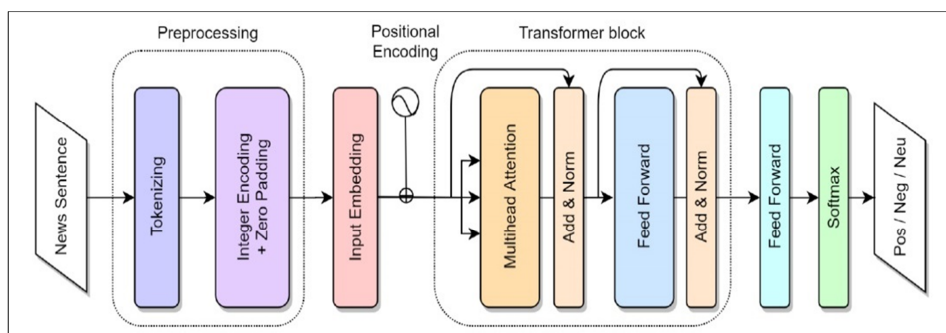 Preprocessing
Positional
Encoding
Transformer block
News Sentence
Tokenizing
Integer Encoding
+ Zero Padding
Input Embedding
Multihead Attention
Add & Norm
Feed Forward
Add & Norm
Feed Forward
Softmax
Pos / Neg / Neu